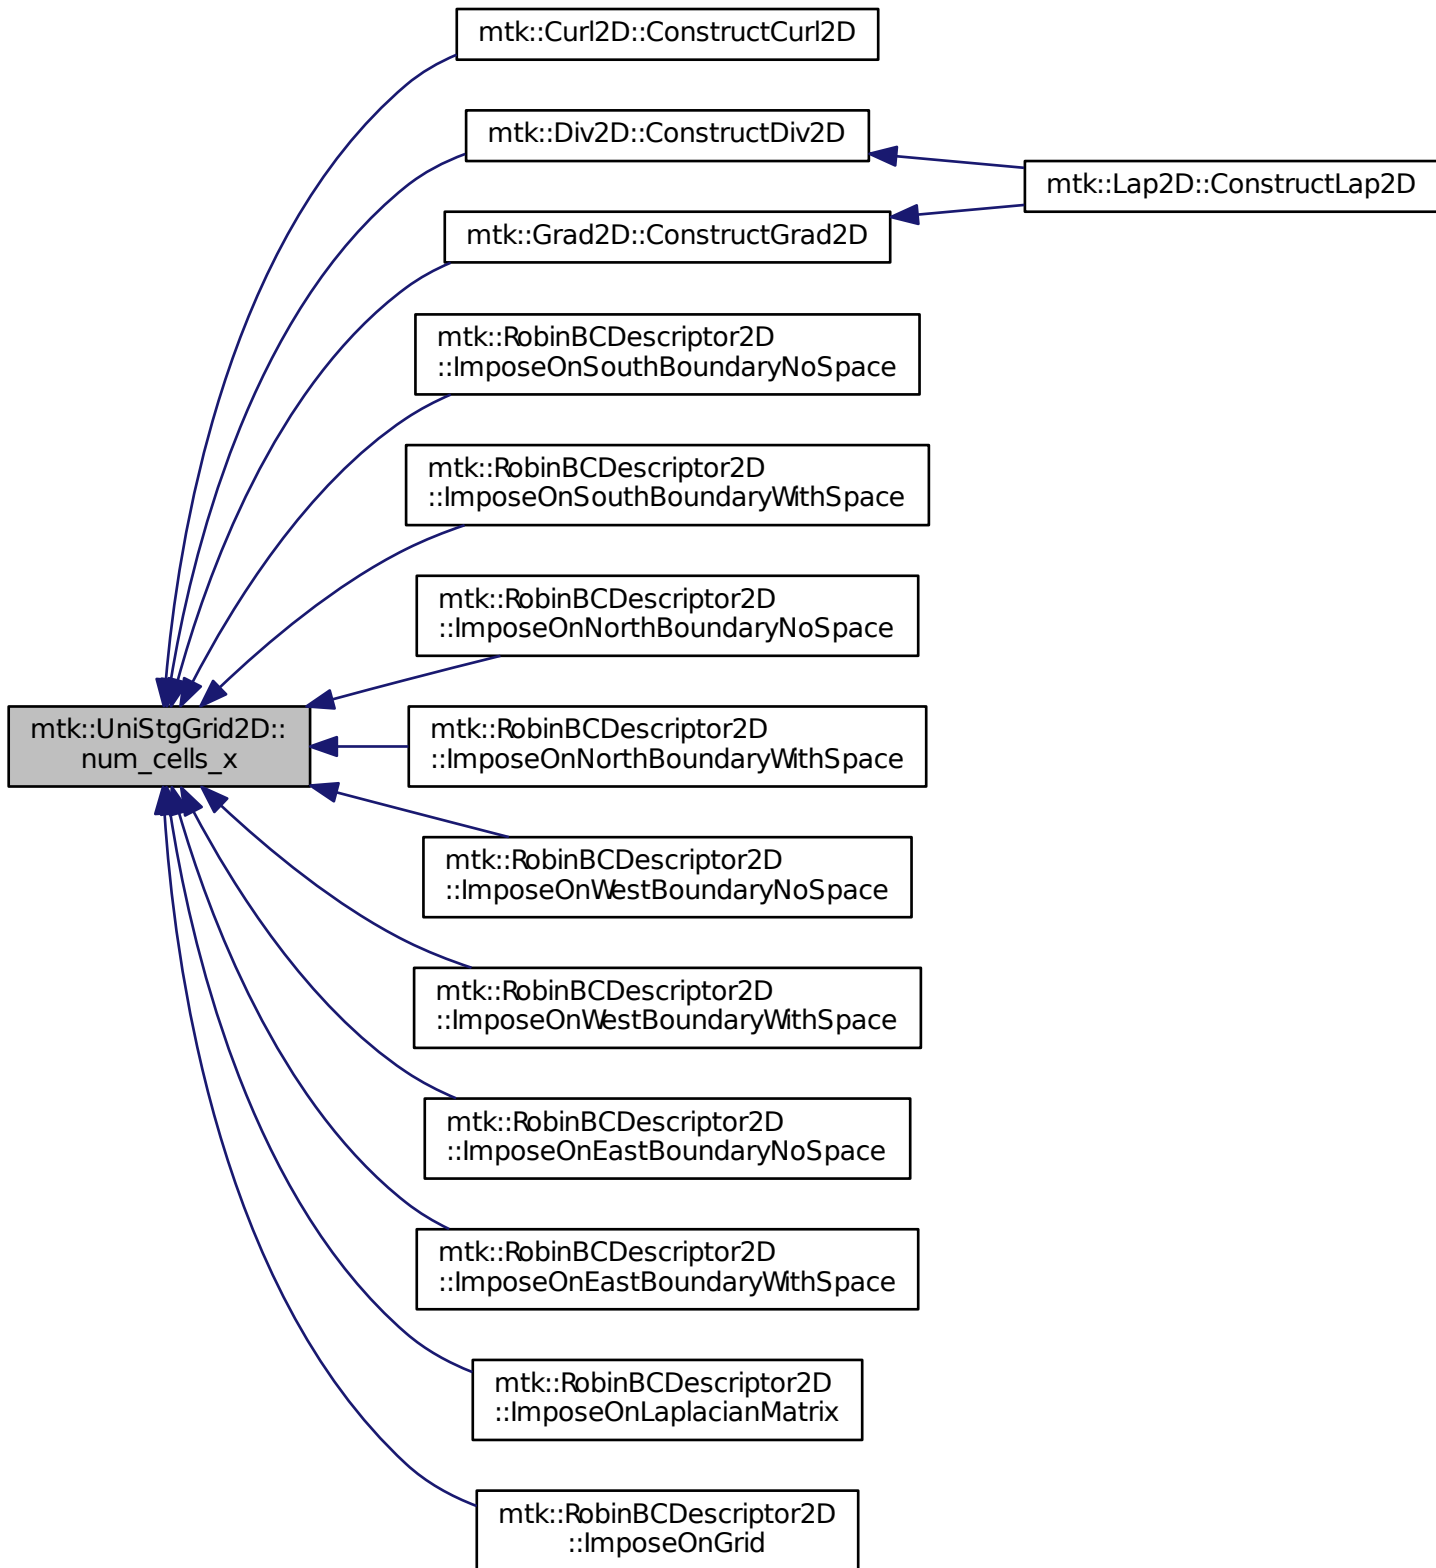 mtk::Curl2D::ConstructCurl2D
mtk::Div2D::ConstructDiv2D
mtk::Lap2D::ConstructLap2D
mtk::Grad2D::ConstructGrad2D
mtk::RobinBCDescriptor2D
::ImposeOnSouthBoundaryNoSpace
mtk::RobinBCDescriptor2D
::ImposeOnSouthBoundaryWithSpace
mtk::RobinBCDescriptor2D
::ImposeOnNorthBoundaryNoSpace
mtk::UniStgGrid2D::
num_cells_x
mtk::RobinBCDescriptor2D
::ImposeOnNorthBoundaryWithSpace
mtk::RobinBCDescriptor2D
::ImposeOnWestBoundaryNoSpace
mtk::RobinBCDescriptor2D
::ImposeOnWestBoundaryWithSpace
mtk::RobinBCDescriptor2D
::ImposeOnEastBoundaryNoSpace
mtk::RobinBCDescriptor2D
::ImposeOnEastBoundaryWithSpace
mtk::RobinBCDescriptor2D
::ImposeOnLaplacianMatrix
mtk::RobinBCDescriptor2D
::ImposeOnGrid